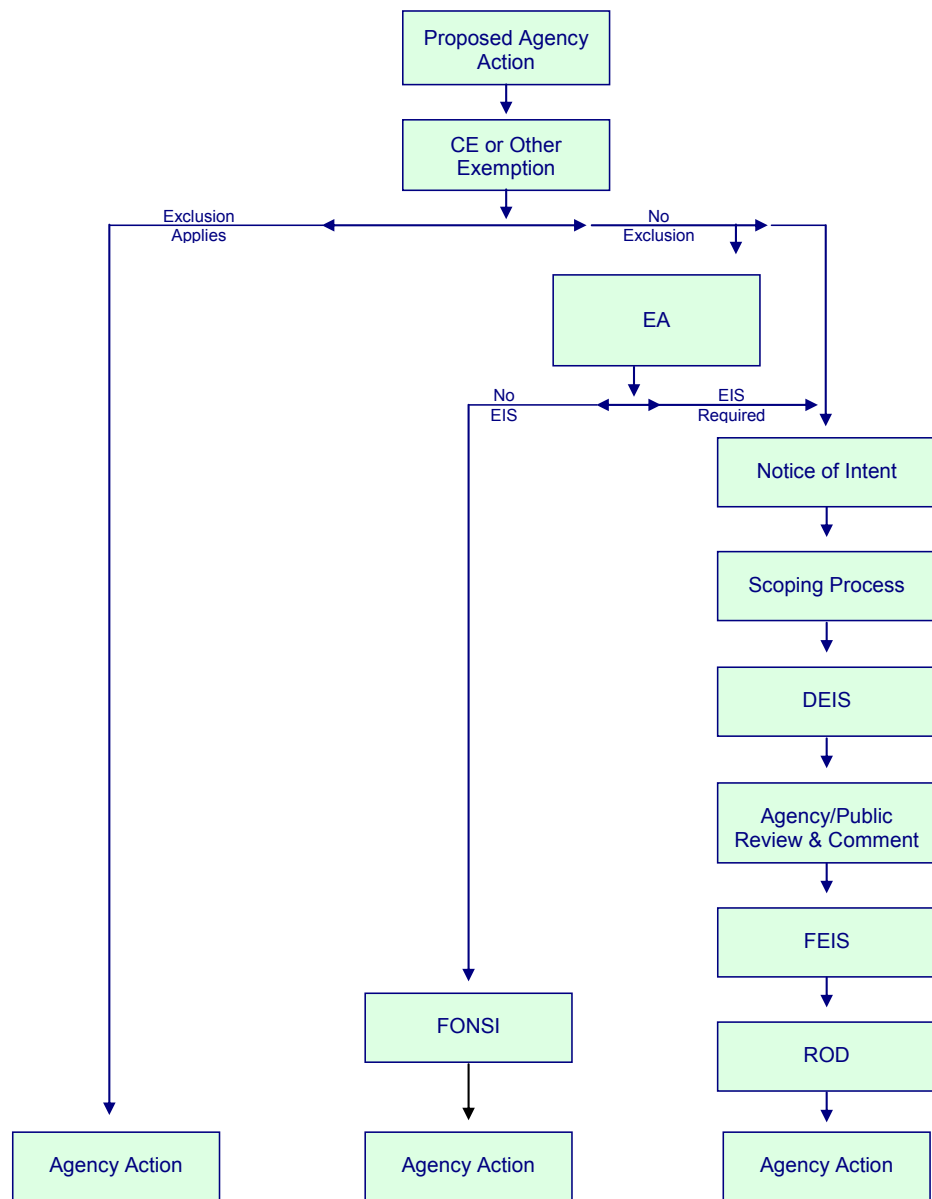 Proposed Agency
Action
CE or Other
Exemption
Exclusion
Applies
No
Exclusion
EA
No
EIS
EIS
Required
Notice of Intent
Scoping Process
DEIS
Agency/Public
Review & Comment
FEIS
FONSI
ROD
Agency Action
Agency Action
Agency Action